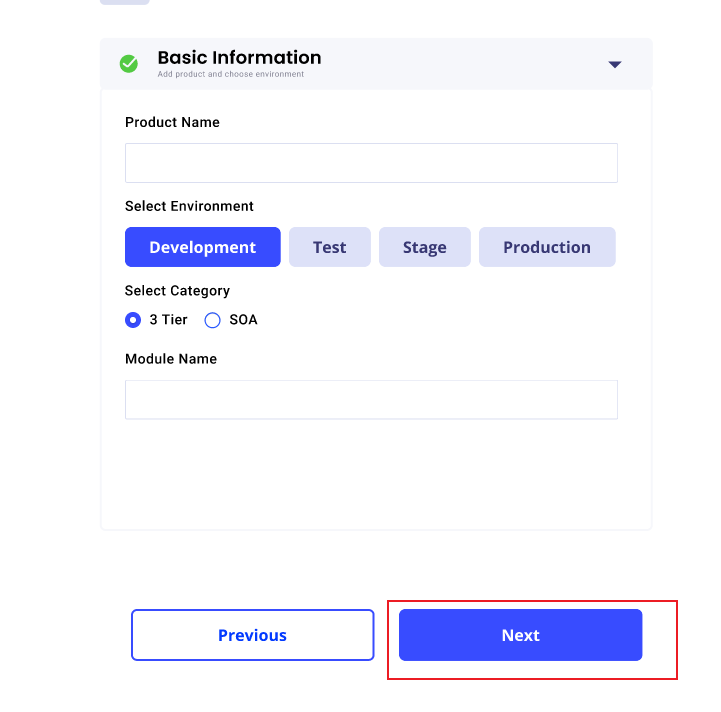 Basic Information
Add product and choose environment
Product Name
Select Environment
Development Test Stage Production
Select Category
3 Tier SOA
Module Name
Previous Next